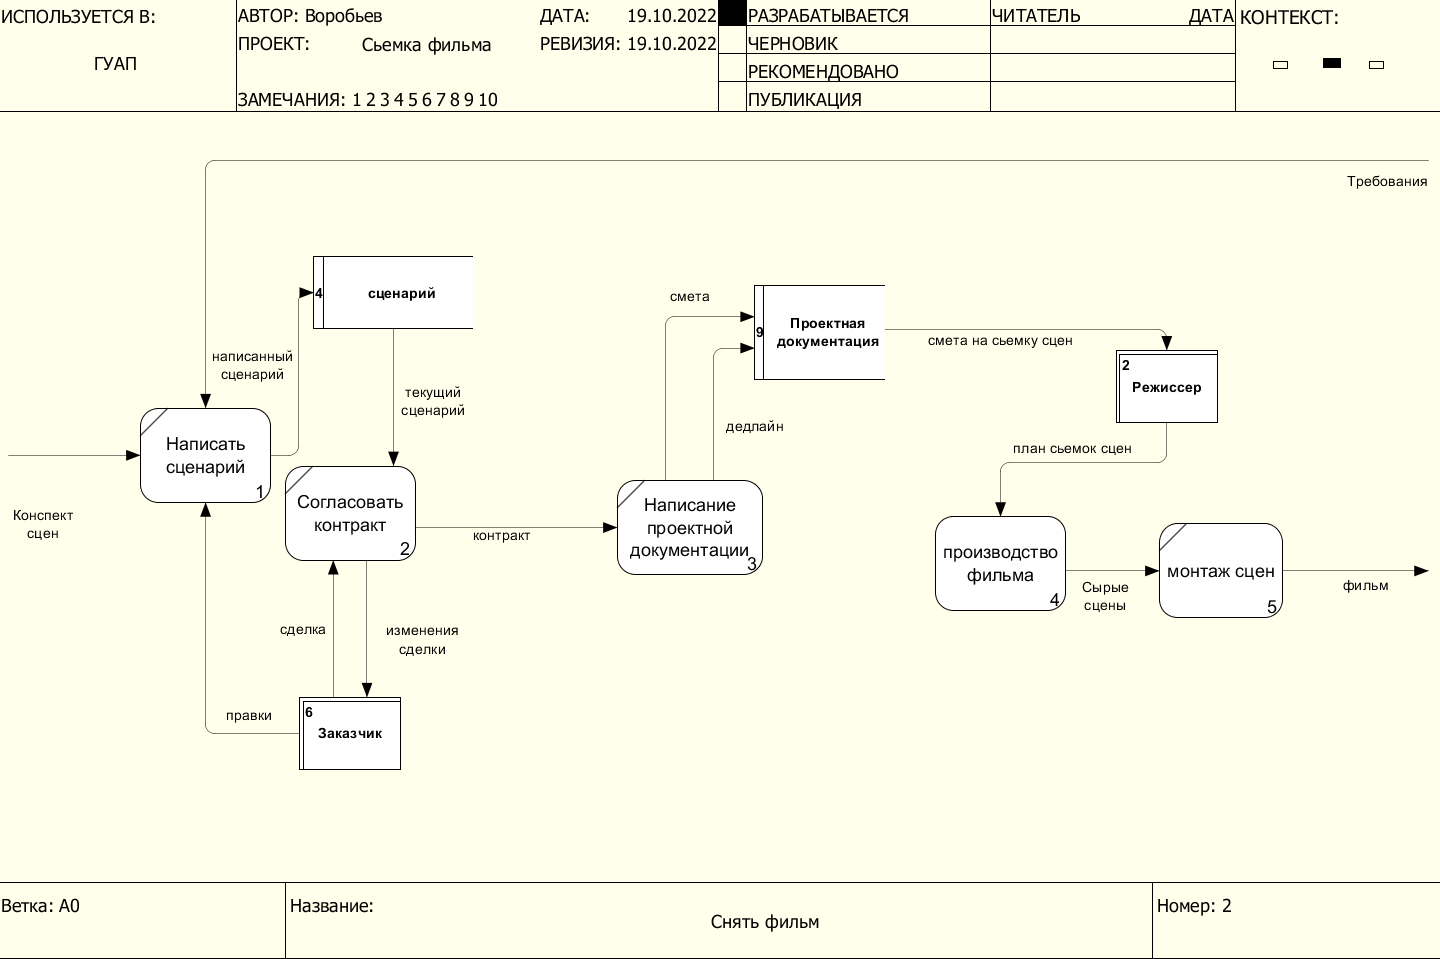 ИСПОЛЬЗУЕТСЯ В:
ГУАП
АВТОР: Воробьев
ДАТА: 19.10.2022
ПРОЕКТ: Сьемка фильма
РЕВИЗИЯ: 19.10.2022
ЗАМЕЧАНИЯ: 1 2 3 4 5 6 7 8 9 10
РАЗРАБАТЫВАЕТСЯ
ЧЕРНОВИК
РЕКОМЕНДОВАНО
ПУБЛИКАЦИЯ
ЧИТАТЕЛЬ
ДАТА
КОНТЕКСТ:
Требования
4
сценарий
написанный
сценарий
текущий
сценарий
Написать
сценарий
1
Конспект
сцен
Согласовать
контракт
2
контракт
сделка
изменения
сделки
правки
6
Заказчик
смета
9
Проектная
документация
дедлайн
Написание
проектной
документации
3
смета на сьемку сцен
2
Режиссер
план сьемок сцен
производство
фильма
4
Сырые
сцены
монтаж сцен
5
фильм
Ветка: A0
Название:
Снять фильм
Номер: 2